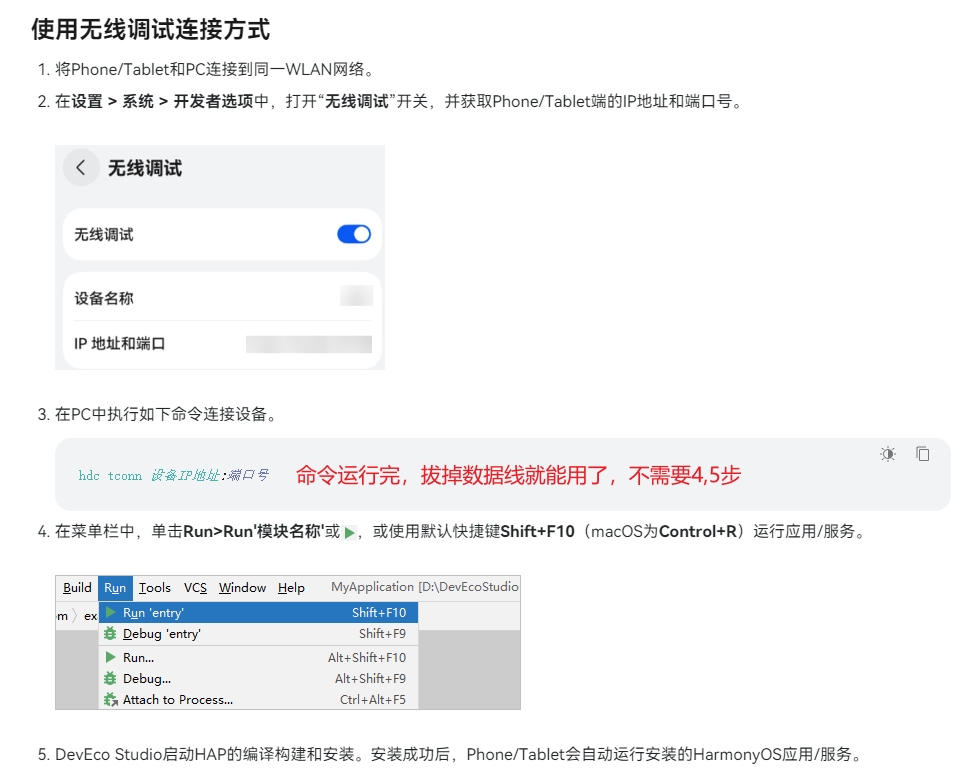 使用无线调试连接方式
1. 将Phone/Tablet和PC连接到同一WLAN网络。
2. 在设置 > 系统 > 开发者选项中，打开“无线调试”开关，并获取Phone/Tablet端的IP地址和端口号。
无线调试
无线调试
设备名称
IP 地址和端口
3. 在PC中执行如下命令连接设备。
hdc tconn 设备IP地址:端口号 命令运行完，拔掉数据线就能用了，不需要4,5步
4. 在菜单栏中，单击Run>Run'模块名称'或，或使用默认快捷键Shift+F10（macOS为Control+R）运行应用/服务。
Build Run Tools VCS Window Help MyApplication [D:\DevEcoStudio
m ex Run 'entry' Shift+F10
Debug 'entry' Shift+F9
Run... Alt+Shift+F10
Debug... Alt+Shift+F9
Attach to Process... Ctrl+Alt+F5
5. DevEco Studio启动HAP的编译构建和安装。安装成功后，Phone/Tablet会自动运行安装的HarmonyOS应用/服务。